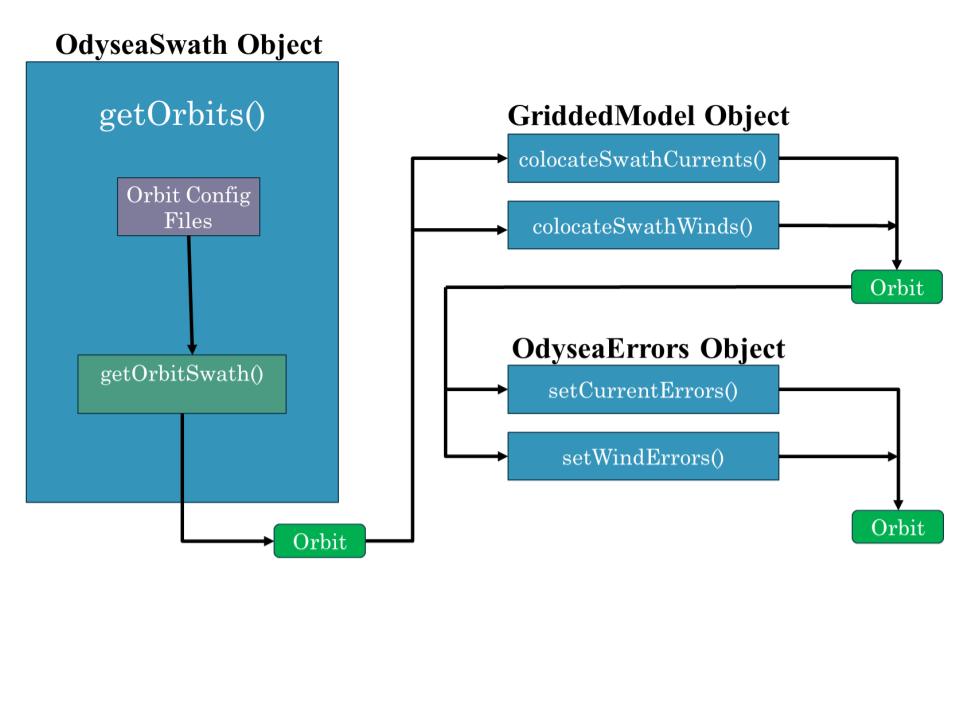 OdyseaSwath Object
getOrbits()
Orbit Config
Files
getOrbitSwath()
Orbit
GriddedModel Object
colocateSwathCurrents()
colocateSwathWinds()
Orbit
OdyseaErrors Object
setCurrentErrors()
setWindErrors()
Orbit